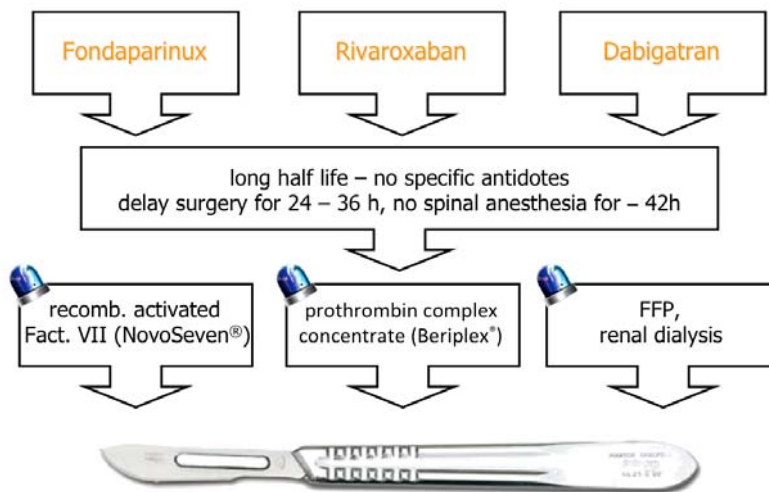 Fondaparinux
Rivaroxaban
Dabigatran
long half life – no specific antidotes
delay surgery for 24 – 36 h, no spinal anesthesia for – 42h
recomb. activated
Fact. VII (NovoSeven®)
prothrombin complex
concentrate (Beriplex®)
FFP,
renal dialysis